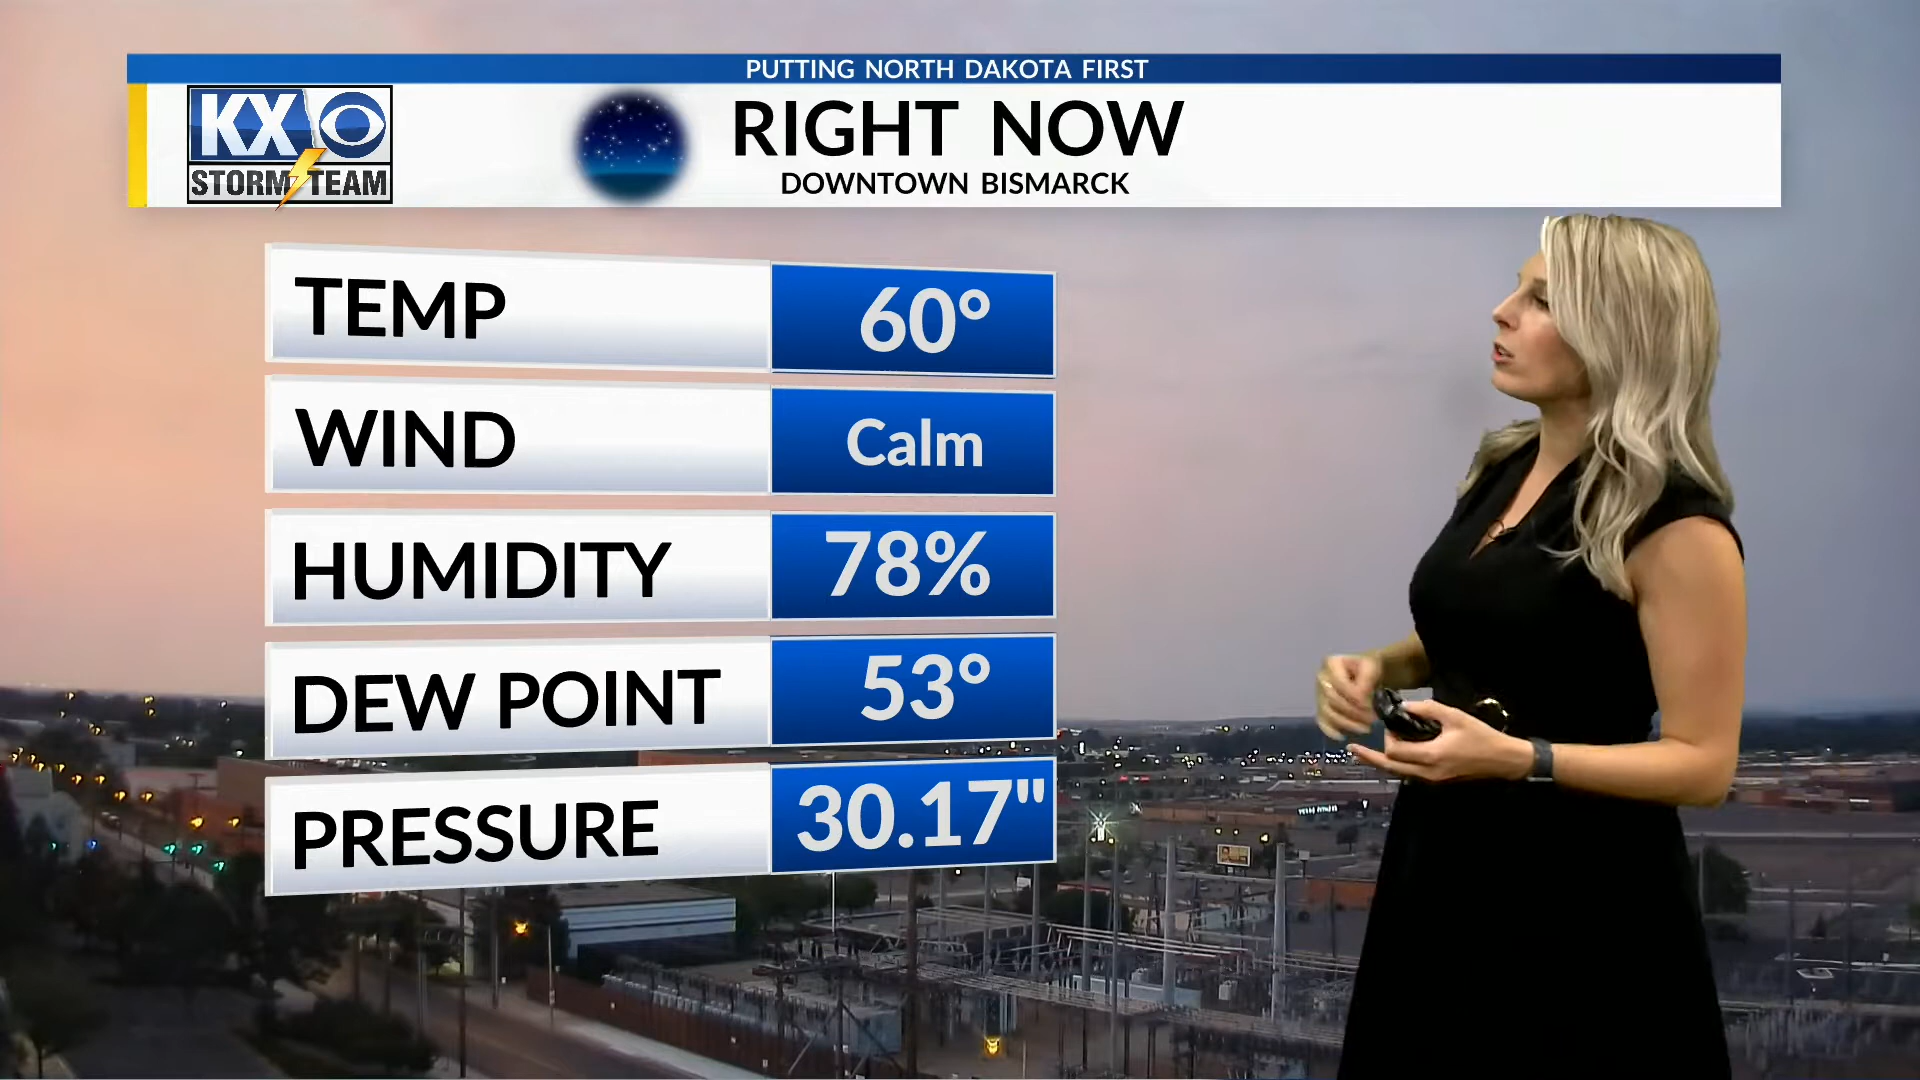 PUTTING NORTH DAKOTA FIRST
KX
STORM TEAM
RIGHT NOW
DOWNTOWN BISMARCK
TEMP 60°
WIND Calm
HUMIDITY 78%
DEW POINT 53°
PRESSURE 30.17"